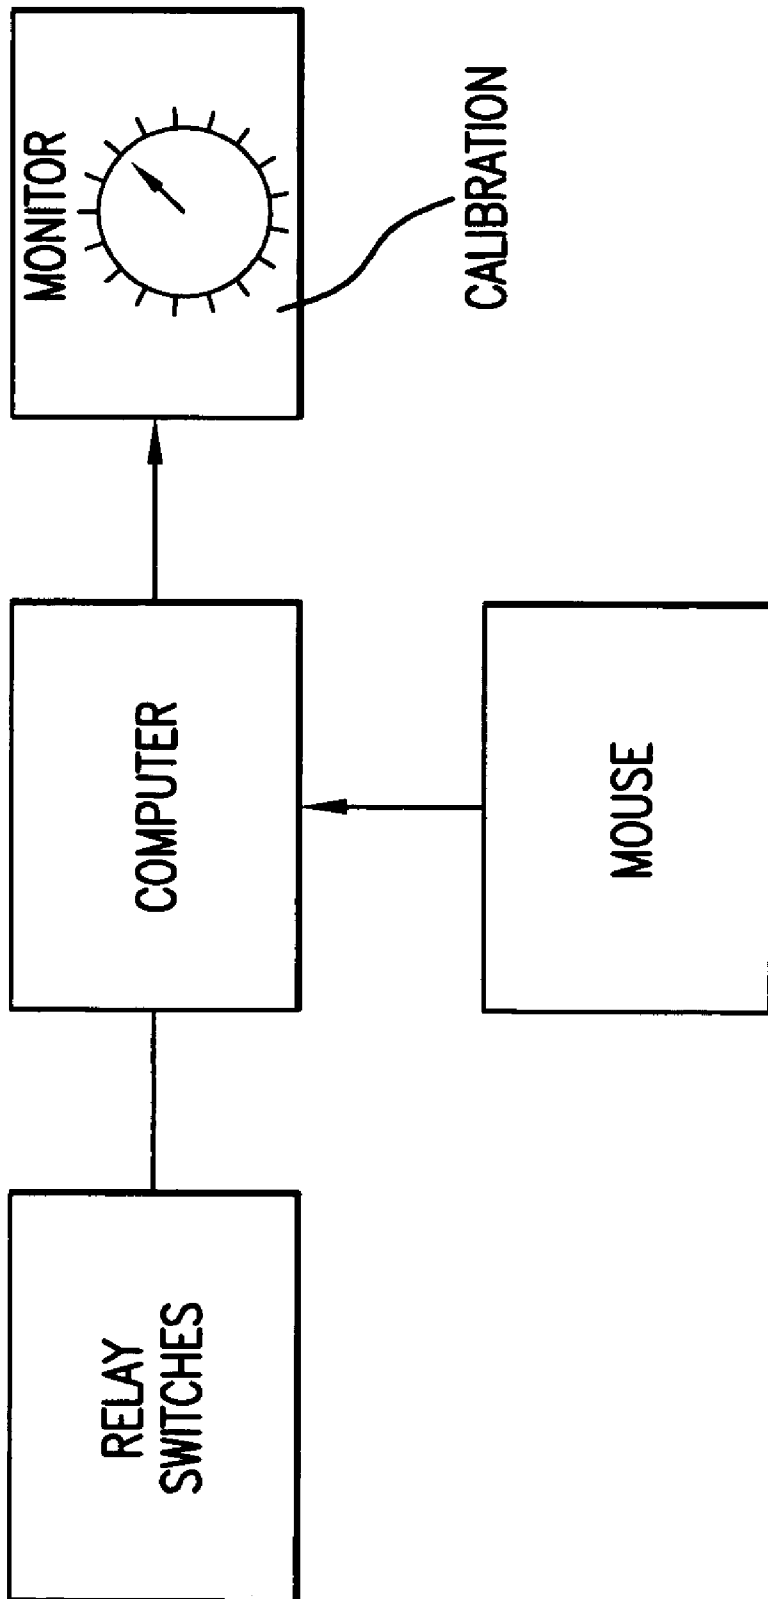 RELAY
SWITCHES
COMPUTER
MONITOR
MOUSE
CALIBRATION